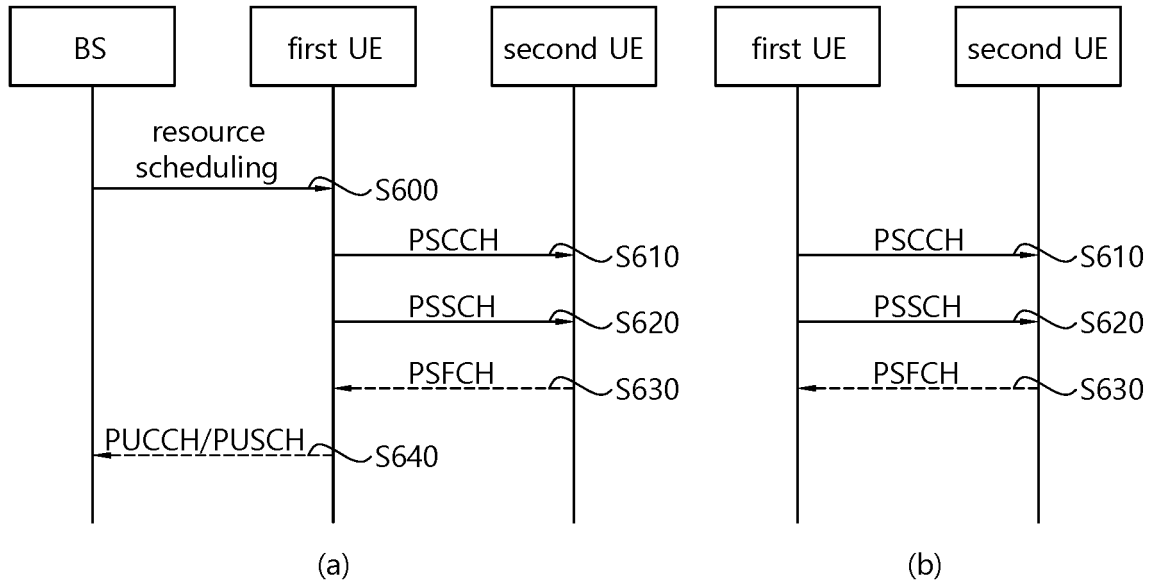 BS
first UE
second UE
first UE
second UE
resource
scheduling
S600
PSCCH
S610
PSCCH
S610
PSSCH
S620
PSSCH
S620
PSFCH
S630
PSFCH
S630
PUCCH/PUSCH
S640
(a)
(b)